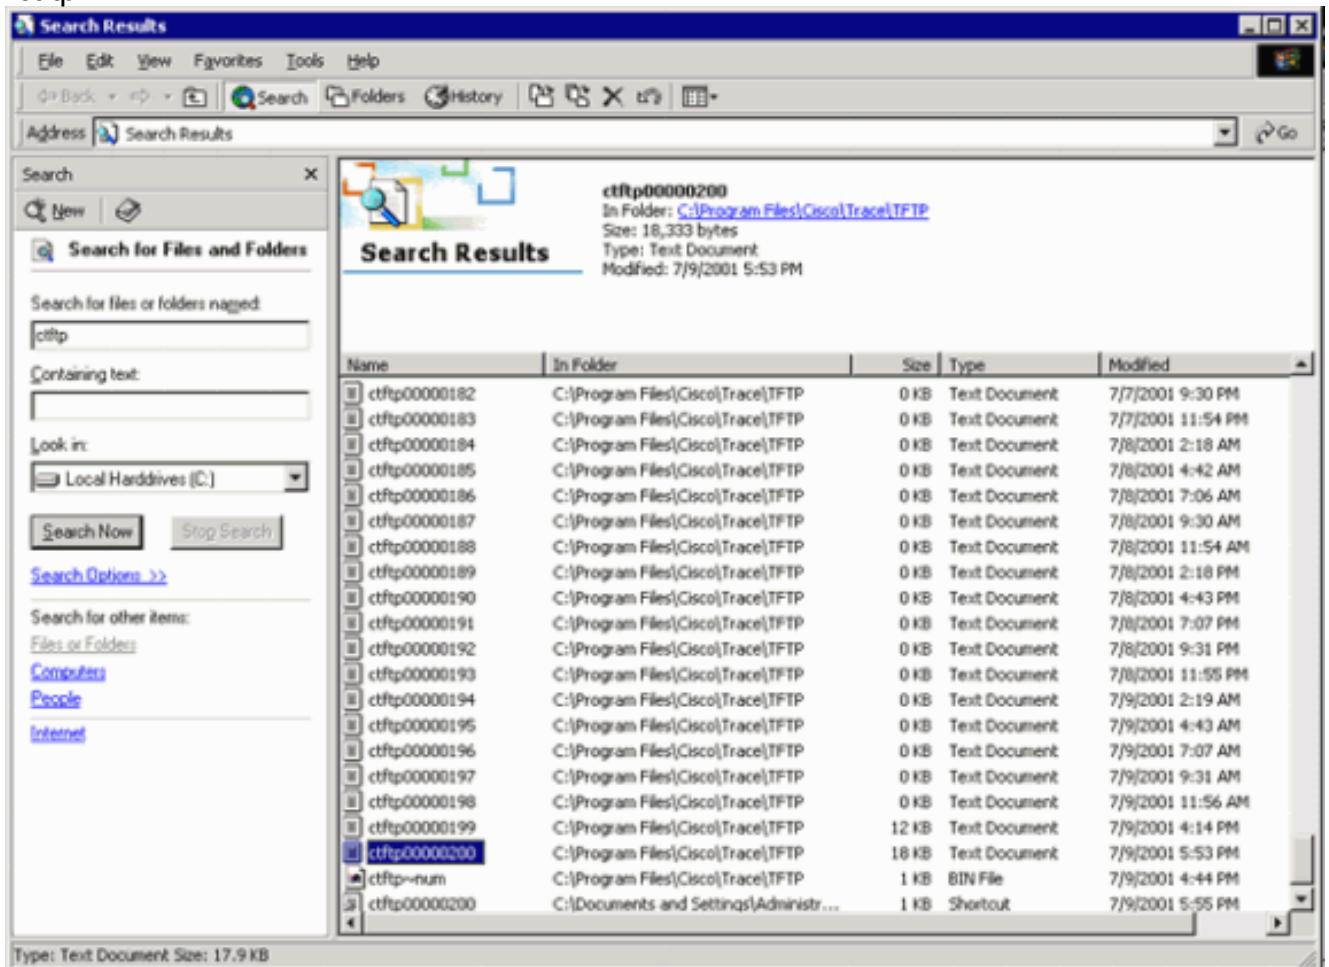 Search Results
File Edit View Favorites Tools Help
Back Search Folders History
Address Search Results Go
Search
New
Search for Files and Folders
Search for files or folders named:
ctftp
Containing text:
Look in:
Local Harddrives (C:)
Search Now Stop Search
Search Options >>
Search for other items:
Files or Folders
Computers
People
Internet
Search Results
ctftp00000200
In Folder: C:\Program Files\Cisco\Trace\TFTP
Size: 18,333 bytes
Type: Text Document
Modified: 7/9/2001 5:53 PM
Name In Folder Size Type Modified
ctftp00000182 C:\Program Files\Cisco\Trace\TFTP 0 KB Text Document 7/7/2001 9:30 PM
ctftp00000183 C:\Program Files\Cisco\Trace\TFTP 0 KB Text Document 7/7/2001 11:54 PM
ctftp00000184 C:\Program Files\Cisco\Trace\TFTP 0 KB Text Document 7/8/2001 2:18 AM
ctftp00000185 C:\Program Files\Cisco\Trace\TFTP 0 KB Text Document 7/8/2001 4:42 AM
ctftp00000186 C:\Program Files\Cisco\Trace\TFTP 0 KB Text Document 7/8/2001 7:06 AM
ctftp00000187 C:\Program Files\Cisco\Trace\TFTP 0 KB Text Document 7/8/2001 9:30 AM
ctftp00000188 C:\Program Files\Cisco\Trace\TFTP 0 KB Text Document 7/8/2001 11:54 AM
ctftp00000189 C:\Program Files\Cisco\Trace\TFTP 0 KB Text Document 7/8/2001 2:18 PM
ctftp00000190 C:\Program Files\Cisco\Trace\TFTP 0 KB Text Document 7/8/2001 4:43 PM
ctftp00000191 C:\Program Files\Cisco\Trace\TFTP 0 KB Text Document 7/8/2001 7:07 PM
ctftp00000192 C:\Program Files\Cisco\Trace\TFTP 0 KB Text Document 7/8/2001 9:31 PM
ctftp00000193 C:\Program Files\Cisco\Trace\TFTP 0 KB Text Document 7/8/2001 11:55 PM
ctftp00000194 C:\Program Files\Cisco\Trace\TFTP 0 KB Text Document 7/9/2001 2:19 AM
ctftp00000195 C:\Program Files\Cisco\Trace\TFTP 0 KB Text Document 7/9/2001 4:43 AM
ctftp00000196 C:\Program Files\Cisco\Trace\TFTP 0 KB Text Document 7/9/2001 7:07 AM
ctftp00000197 C:\Program Files\Cisco\Trace\TFTP 0 KB Text Document 7/9/2001 9:31 AM
ctftp00000198 C:\Program Files\Cisco\Trace\TFTP 0 KB Text Document 7/9/2001 11:56 AM
ctftp00000199 C:\Program Files\Cisco\Trace\TFTP 12 KB Text Document 7/9/2001 4:14 PM
ctftp00000200 C:\Program Files\Cisco\Trace\TFTP 18 KB Text Document 7/9/2001 5:53 PM
ctftp~num C:\Program Files\Cisco\Trace\TFTP 1 KB BIN File 7/9/2001 4:44 PM
ctftp00000200 C:\Documents and Settings\Administr... 1 KB Shortcut 7/9/2001 5:55 PM
Type: Text Document Size: 17.9 KB